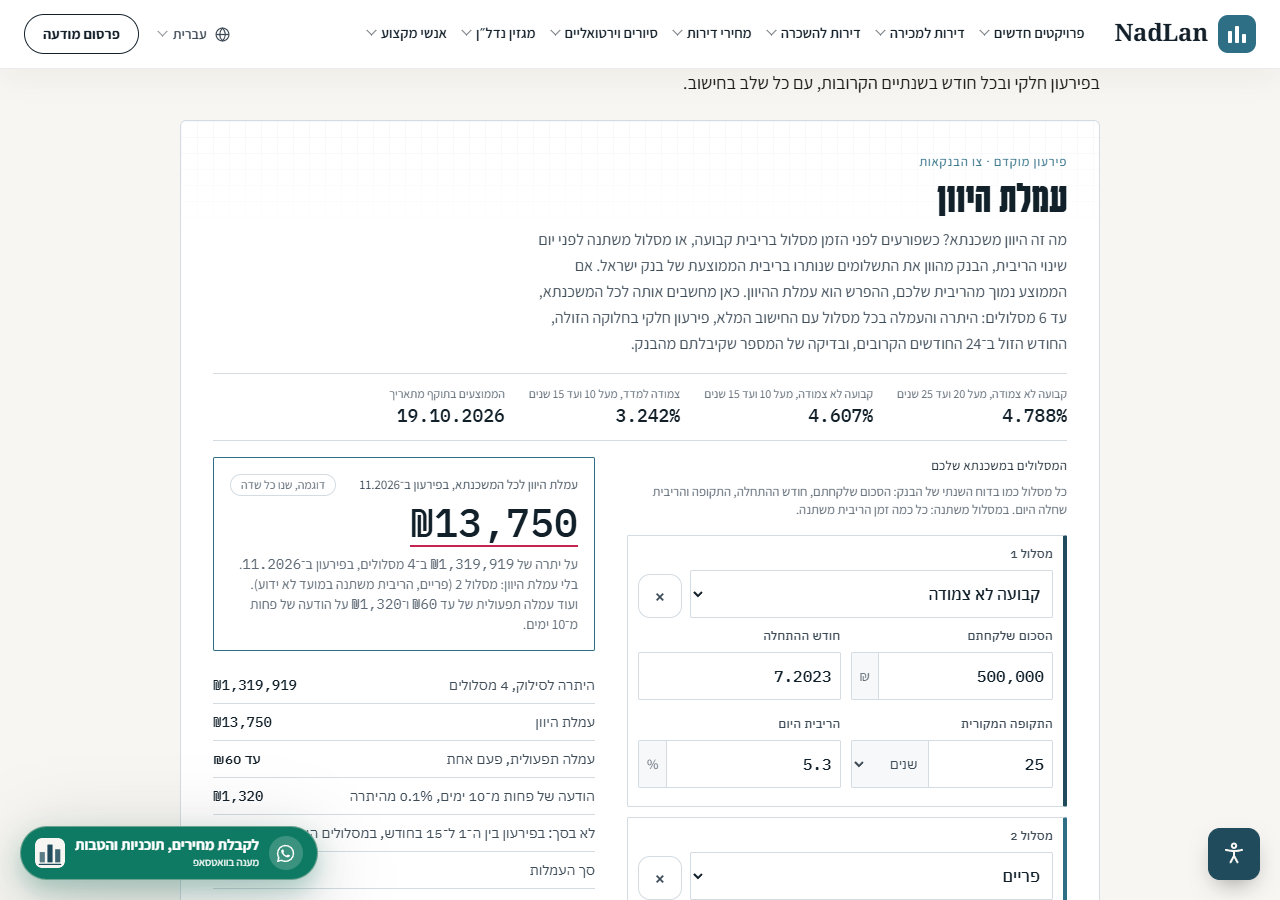 NadLan
פרויקטים חדשים
דירות למכירה
דירות להשכרה
מחירי דירות
סיורים וירטואליים
מגזין נדל״ן
אנשי מקצוע
עברית
פרסום מודעה
בפירעון חלקי ובכל חודש בשנתיים הקרובות, עם כל שלב בחישוב.
פירעון מוקדם · צו הבנקאות
עמלת היוון
מה זה היוון משכנתא? כשפורעים לפני הזמן מסלול בריבית קבועה, או מסלול משתנה לפני יום
שינוי הריבית, הבנק מהוון את התשלומים שנותרו בריבית הממוצעת של בנק ישראל. אם
הממוצע נמוך מהריבית שלכם, ההפרש הוא עמלת ההיוון. כאן מחשבים אותה לכל המשכנתא,
עד 6 מסלולים: היתרה והעמלה בכל מסלול עם החישוב המלא, פירעון חלקי בחלוקה הזולה,
החודש הזול ב־24 החודשים הקרובים, ובדיקה של המספר שקיבלתם מהבנק.
קבועה לא צמודה, מעל 20 ועד 25 שנים
4.788%
קבועה לא צמודה, מעל 10 ועד 15 שנים
4.607%
צמודה למדד, מעל 10 ועד 15 שנים
3.242%
הממוצעים בתוקף מתאריך
19.10.2026
המסלולים במשכנתא שלכם
כל מסלול כמו בדוח השנתי של הבנק: הסכום שלקחתם, חודש ההתחלה, התקופה והריבית
שחלה היום. במסלול משתנה: כל כמה זמן הריבית משתנה.
מסלול 1
קבועה לא צמודה
×
הסכום שלקחתם
500,000
₪
חודש ההתחלה
7.2023
התקופה המקורית
25
שנים
הריבית היום
5.3
%
מסלול 2
פריים
×
עמלת היוון לכל המשכנתא, בפירעון ב־11.2026
דוגמה, שנו כל שדה
₪13,750
על יתרה של ₪1,319,919 ב־4 מסלולים, בפירעון ב־11.2026.
בלי עמלת היוון: מסלול 2 (פריים, הריבית משתנה במועד לא ידוע).
ועוד עמלה תפעולית של עד ₪60 ו־₪1,320 על הודעה של פחות
מ־10 ימים.
היתרה לסילוק, 4 מסלולים
₪1,319,919
עמלת היוון
₪13,750
עמלה תפעולית, פעם אחת
עד ₪60
הודעה של פחות מ־10 ימים, 0.1% מהיתרה
₪1,320
לא בסך: בפירעון בין ה־1 ל־15 בחודש, במסלולים
סך העמלות
לקבלת מחירים, תוכניות והטבות
מענה בוואטסאפ